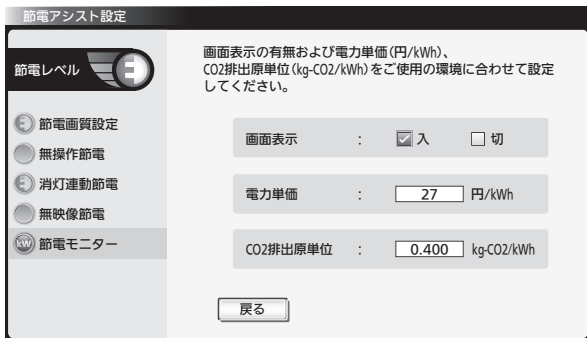 節電アシスト設定
節電レベル
画面表示の有無および電力単価(円/kWh)、
CO2排出原単位(kg-CO2/kWh)をご使用の環境に合わせて設定
してください。
節電画質設定
無操作節電
消灯連動節電
無映像節電
kW 節電モニター
画面表示 : 入 切
電力単価 : 27 円/kWh
CO2排出原単位 : 0.400 kg-CO2/kWh
戻る